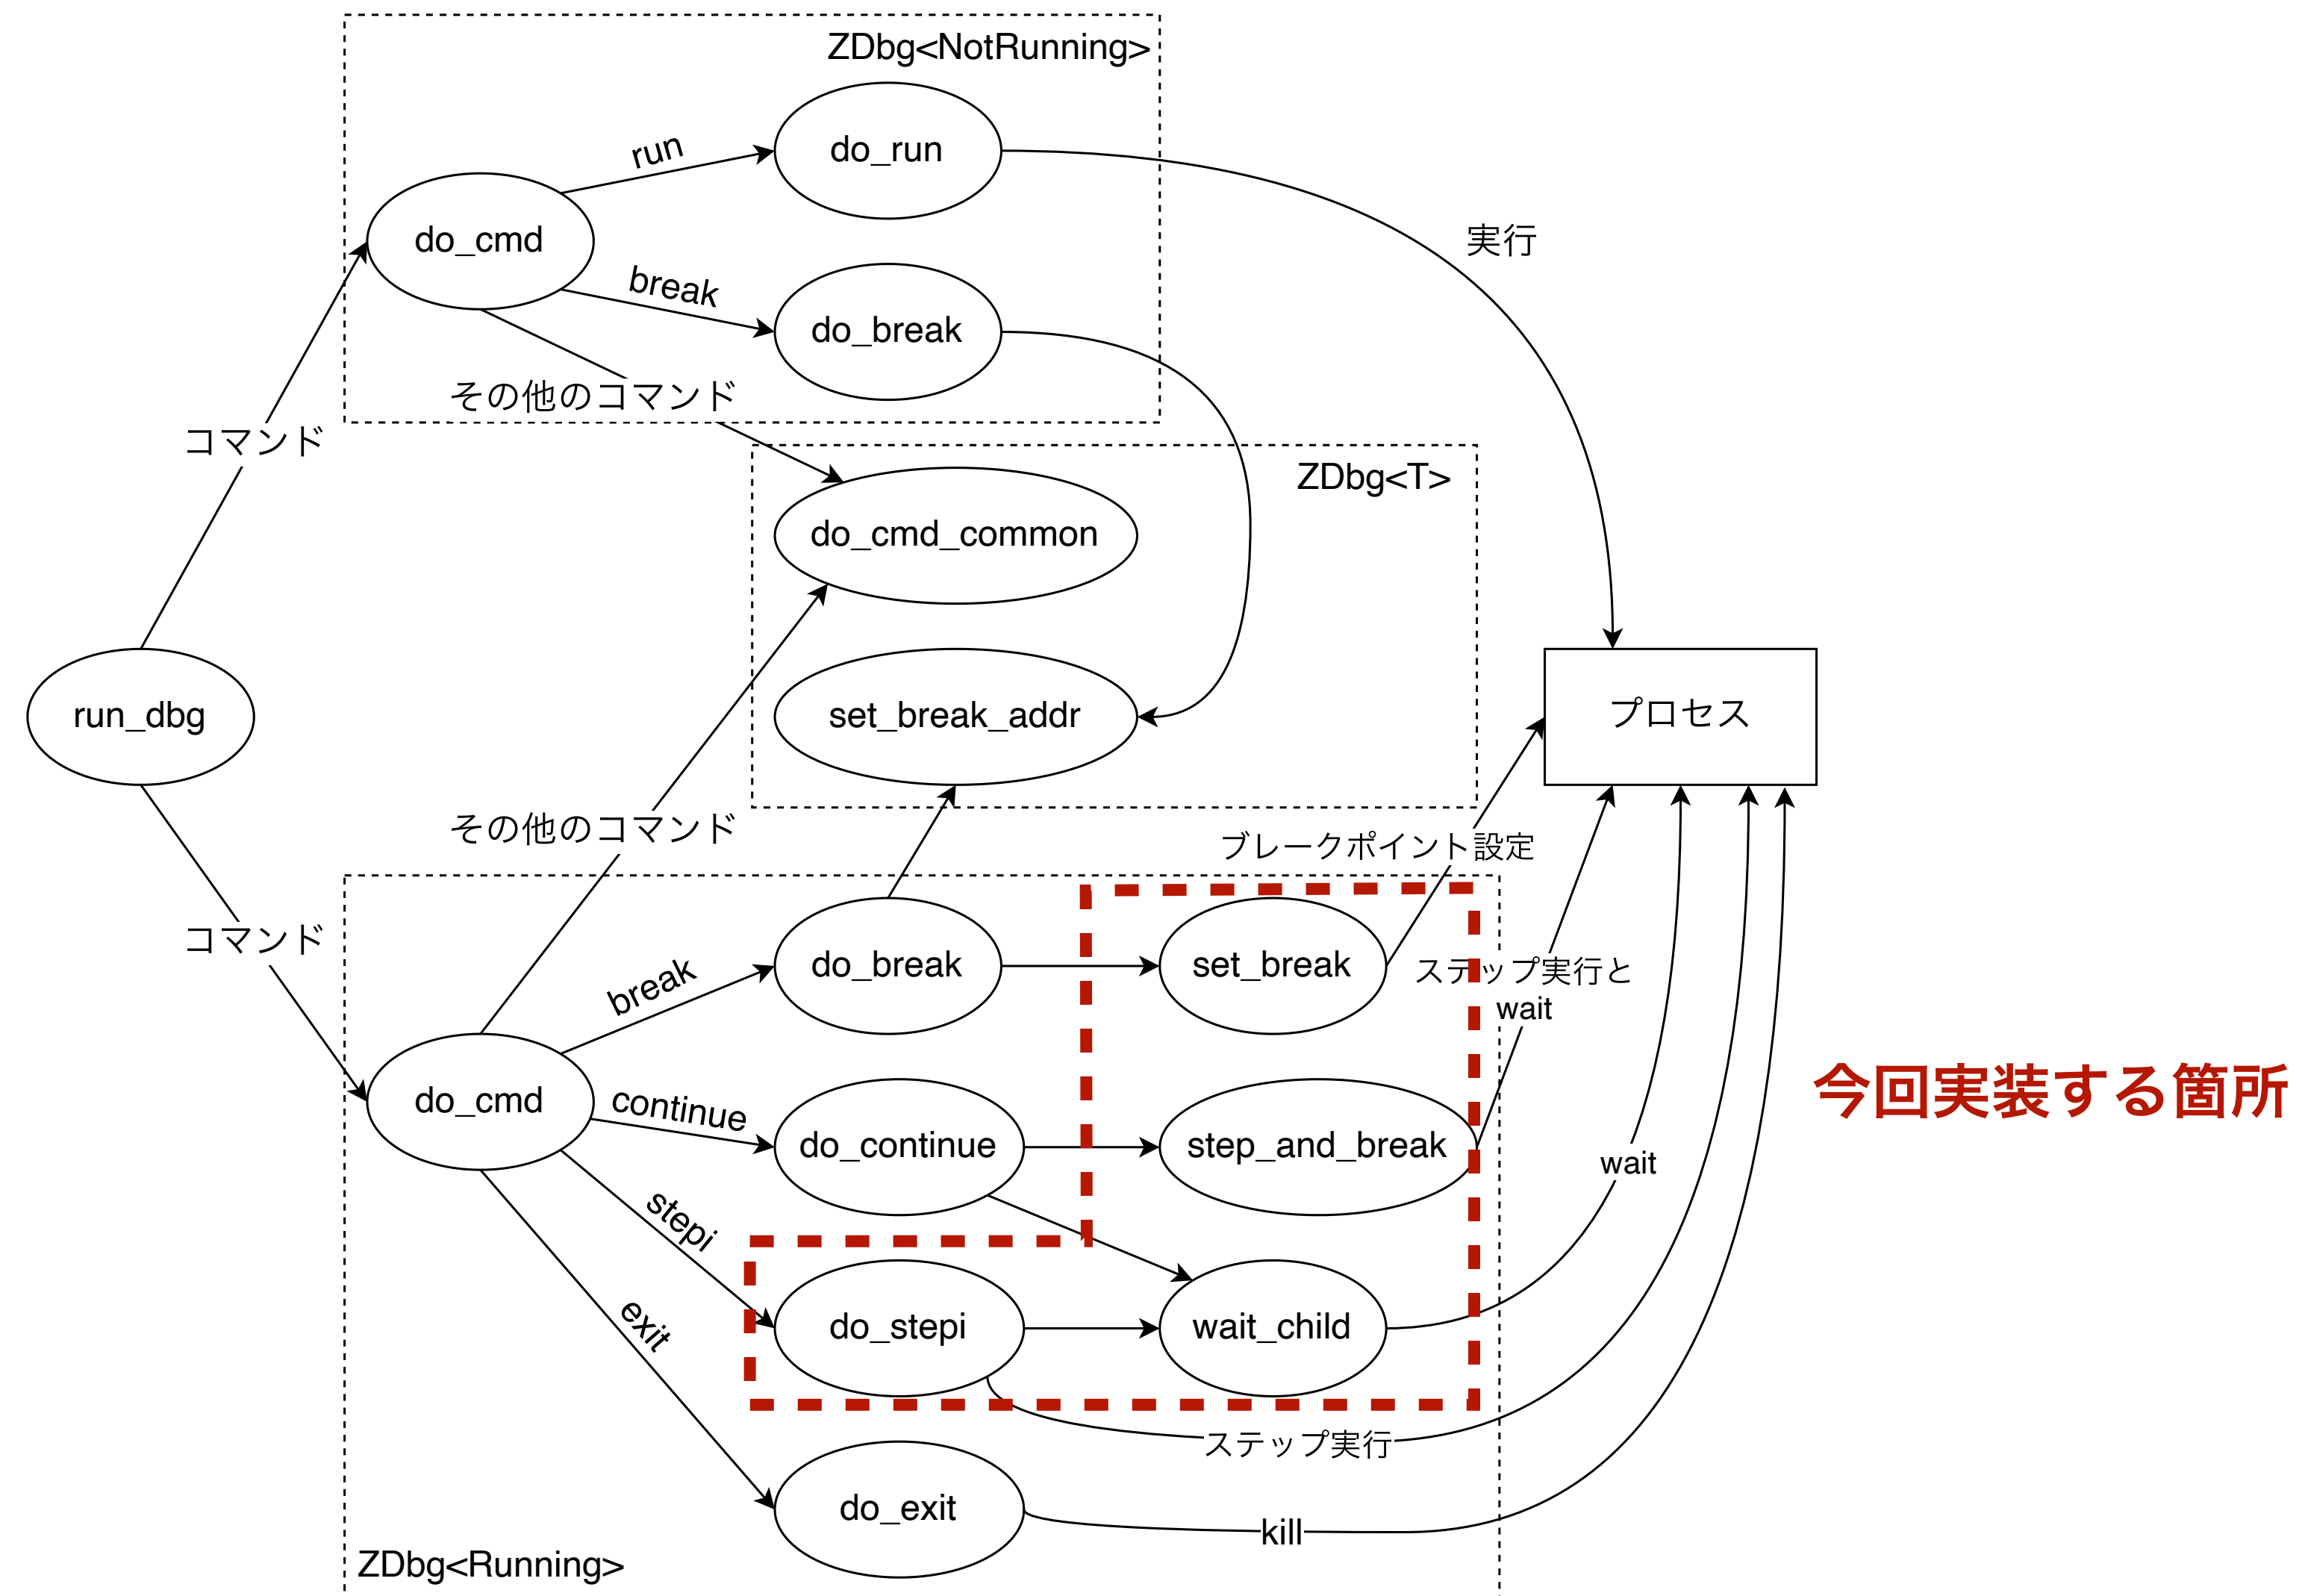 ZDbg<NotRunning>
run
do_run
do_cmd
実行
break
do_break
その他のコマンド
コマンド
ZDbg<T>
do_cmd_common
run_dbg
set_break_addr
プロセス
その他のコマンド
ブレークポイント設定
コマンド
break
do_break
set_break
ステップ実行と
wait
do_cmd
continue
do_continue
step_and_break
今回実装する箇所
wait
stepi
do_stepi
wait_child
exit
ステップ実行
do_exit
kill
ZDbg<Running>